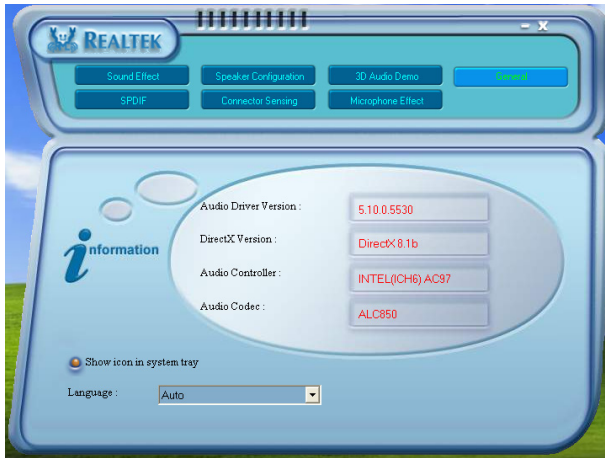 REALTEK
- X
Sound Effect
Speaker Configuration
3D Audio Demo
General
SPDIF
Connector Sensing
Microphone Effect
information
Audio Driver Version :
5.10.0.5530
DirectX Version :
DirectX 8.1b
Audio Controller :
INTEL(ICH6) AC97
Audio Codec :
ALC850
Show icon in system tray
Language :
Auto